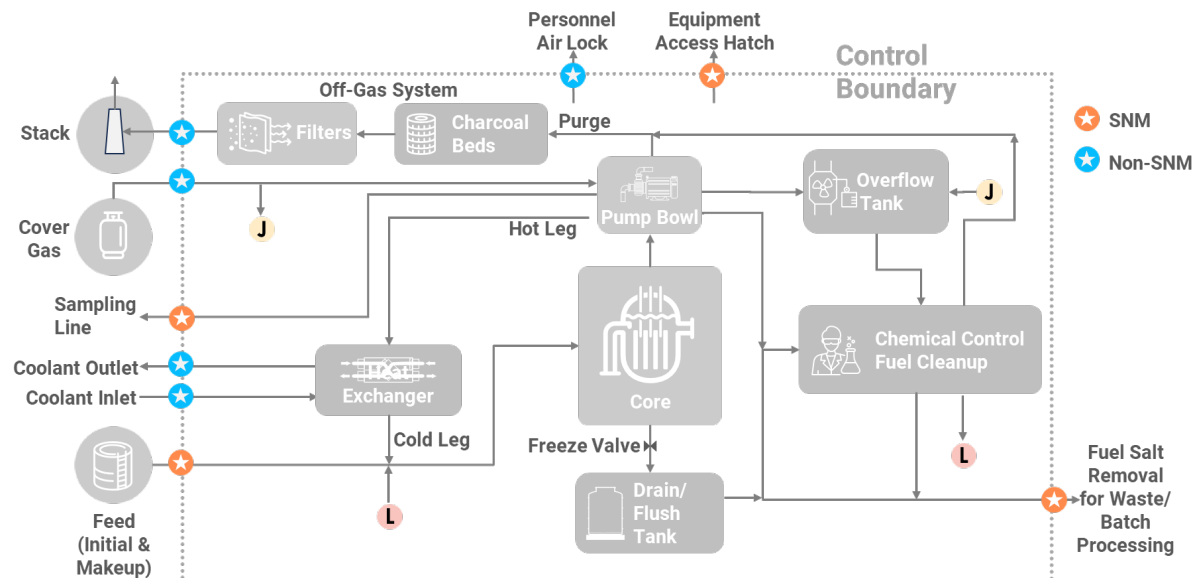 Personnel
Air Lock
Equipment
Access Hatch
Control
Boundary
Off-Gas System
Stack
Filters
Charcoal
Beds
Purge
SNM
Non-SNM
Cover
Gas
J
Pump Bowl
Overflow
Tank
J
Hot Leg
Sampling
Line
Coolant Outlet
Coolant Inlet
Heat
Exchanger
Core
Chemical Control
Fuel Cleanup
Cold Leg
Freeze Valve
L
Feed
(Initial &
Makeup)
L
Drain/
Flush
Tank
Fuel Salt
Removal
for Waste/
Batch
Processing